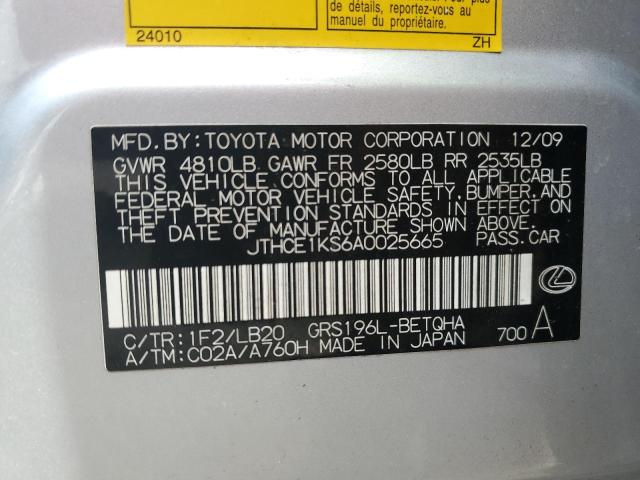 Pour plus
de détails, reportez-vous au
manuel du propriétaire.
24010 ZH
MFD. BY: TOYOTA MOTOR CORPORATION 12/09
GVWR 4810LB GAWR FR 2580LB RR 2535LB
THIS VEHICLE CONFORMS TO ALL APPLICABLE
FEDERAL MOTOR VEHICLE SAFETY, BUMPER, AND
THEFT PREVENTION STANDARDS IN EFFECT ON
THE DATE OF MANUFACTURE SHOWN ABOVE.
JTHCE1KS6A0025665 PASS. CAR
C/TR: 1F2/LB20 GRS196L-BETQHA
A/TM: C02A/A760H MADE IN JAPAN 700 A